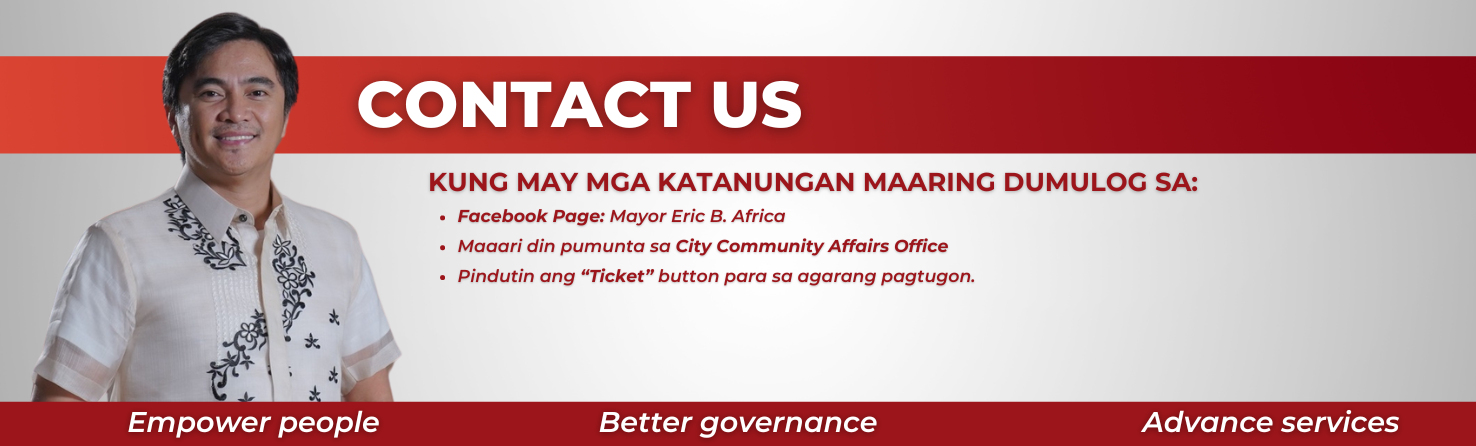 CONTACT US
KUNG MAY MGA KATANUNGAN MAARING DUMULOG SA:
• Facebook Page: Mayor Eric B. Africa
• Maaari din pumunta sa City Community Affairs Office
• Pindutin ang “Ticket” button para sa agarang pagtugon.
Empower people Better governance Advance services